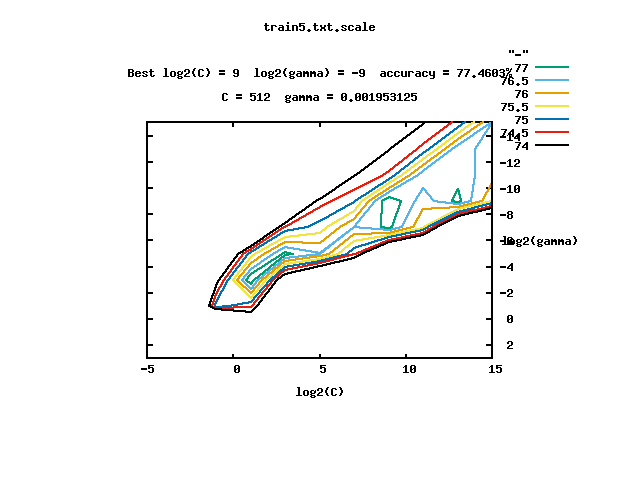 train5.txt.scale
"-"
Best log2(C) = 9  log2(gamma) = -9  accuracy = 77.4603%
C = 512  gamma = 0.001953125
77
76.5
76
75.5
75
74.5
74
-14
-12
-10
-8
-6
-4
-2
0
2
log2(gamma)
-5 0 5 10 15
log2(C)